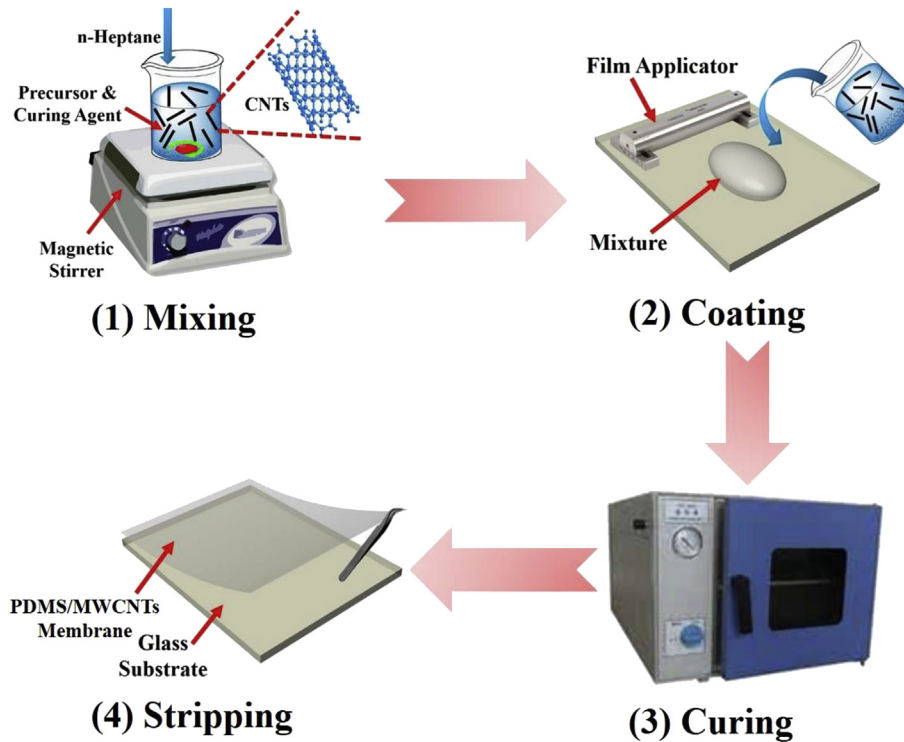 n-Heptane
Precursor &
Curing Agent
CNTs
Magnetic
Stirrer
(1) Mixing
Film Applicator
Mixture
(2) Coating
PDMS/MWCNTs
Membrane
Glass
Substrate
(4) Stripping
(3) Curing